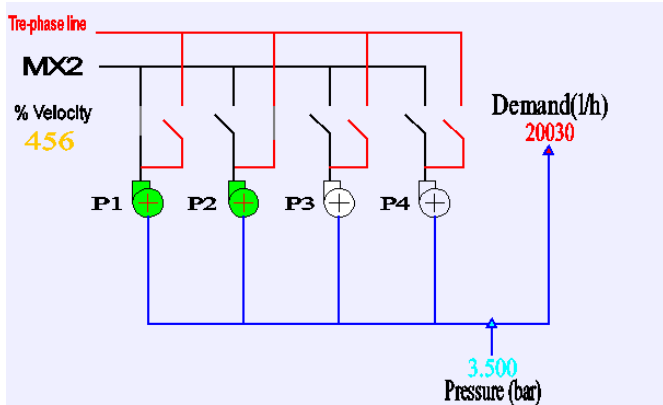 Tre-phase line
MX2
% Velocity
456
Demand(l/h)
20030
P1
P2
P3
P4
3.500
Pressure (bar)